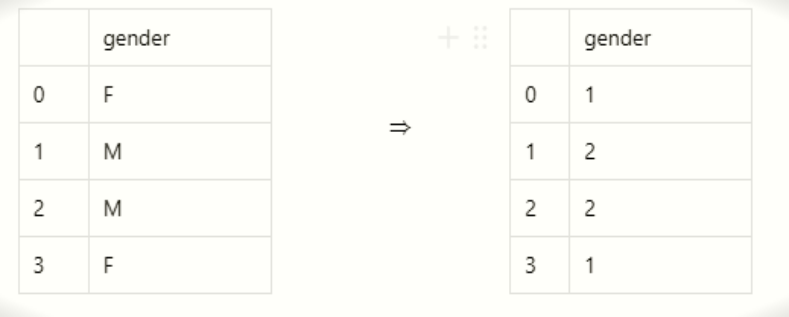 gender gender
0 F 0 1
⇒
1 M 1 2
2 M 2 2
3 F 3 1